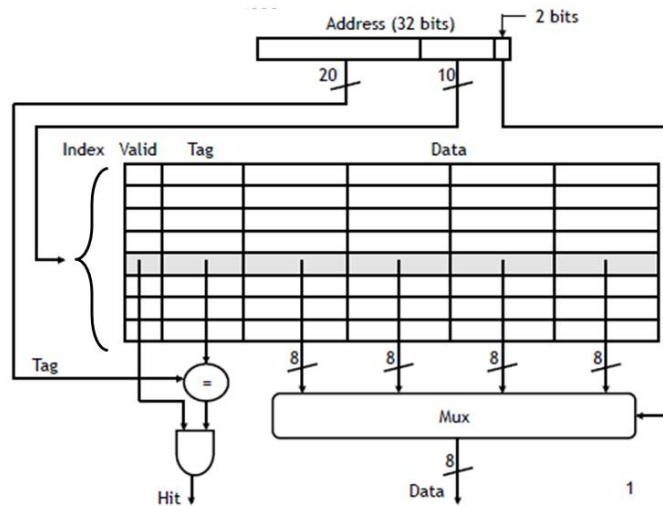 Address (32 bits)
2 bits
20
10
Index Valid Tag Data
8 8 8 8
Tag
=
Mux
8
Hit
Data
1